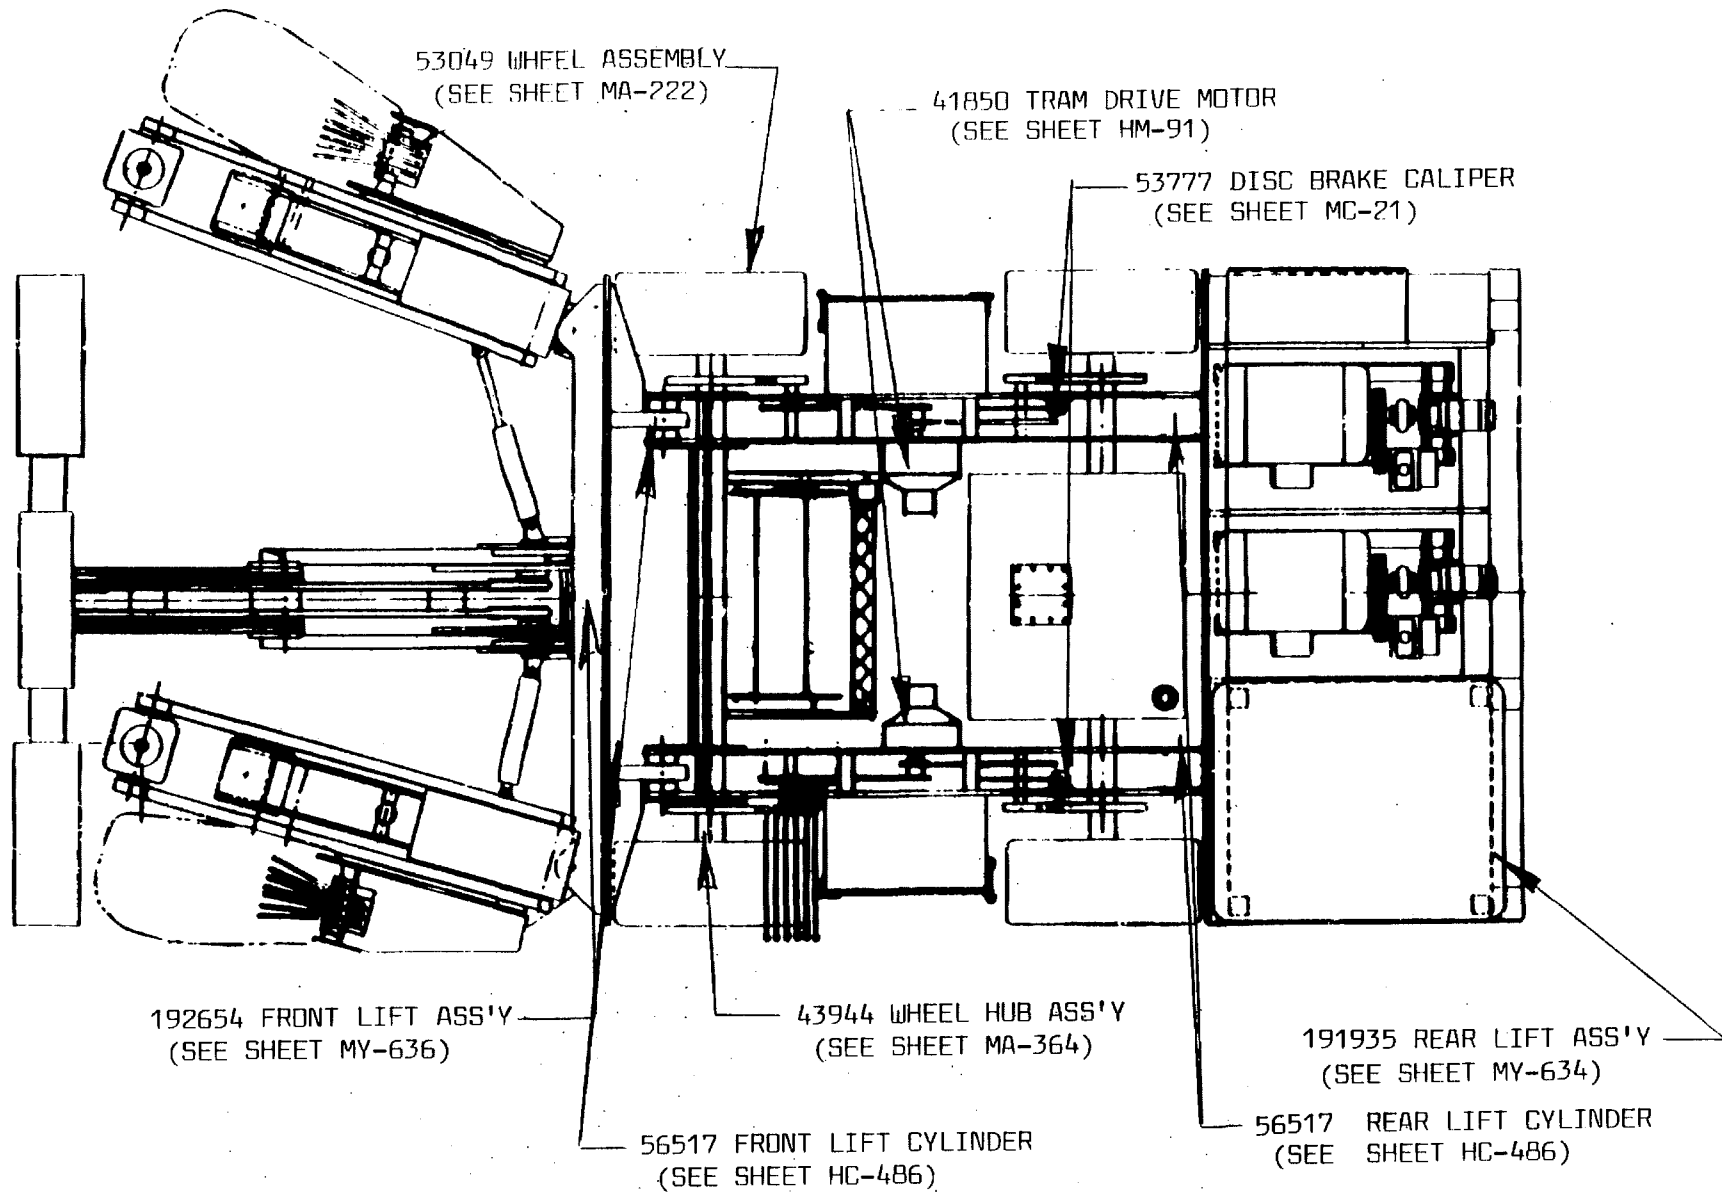 53049 WHEEL ASSEMBLY
(SEE SHEET MA-222)
41850 TRAM DRIVE MOTOR
(SEE SHEET HM-91)
53777 DISC BRAKE CALIPER
(SEE SHEET MC-21)
192654 FRONT LIFT ASS'Y
(SEE SHEET MY-636)
43944 WHEEL HUB ASS'Y
(SEE SHEET MA-364)
191935 REAR LIFT ASS'Y
(SEE SHEET MY-634)
56517 FRONT LIFT CYLINDER
(SEE SHEET HC-486)
56517 REAR LIFT CYLINDER
(SEE SHEET HC-486)